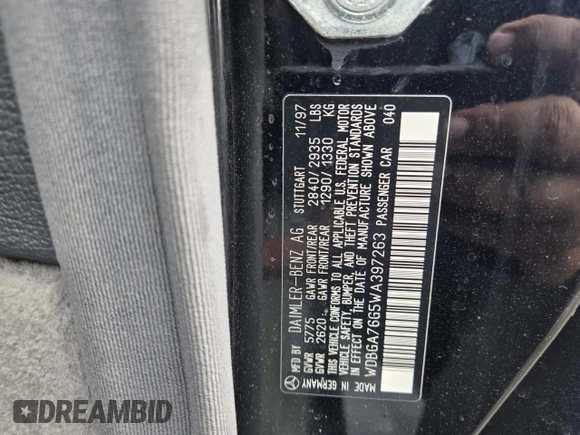 MFD BY DAIMLER-BENZ AG STUTTGART 11/97
GVWR 5775 GAWR FRONT/REAR 2840/2935 LBS
GVWR 2620 GAWR FRONT/REAR 1290/1330 KG
THIS VEHICLE CONFORMS TO ALL APPLICABLE U.S. FEDERAL MOTOR
VEHICLE SAFETY, BUMPER, AND THEFT PREVENTION STANDARDS
IN EFFECT ON THE DATE OF MANUFACTURE SHOWN ABOVE
WDBGA76G5WA397263 PASSENGER CAR 040
MADE IN GERMANY
DREAMBID